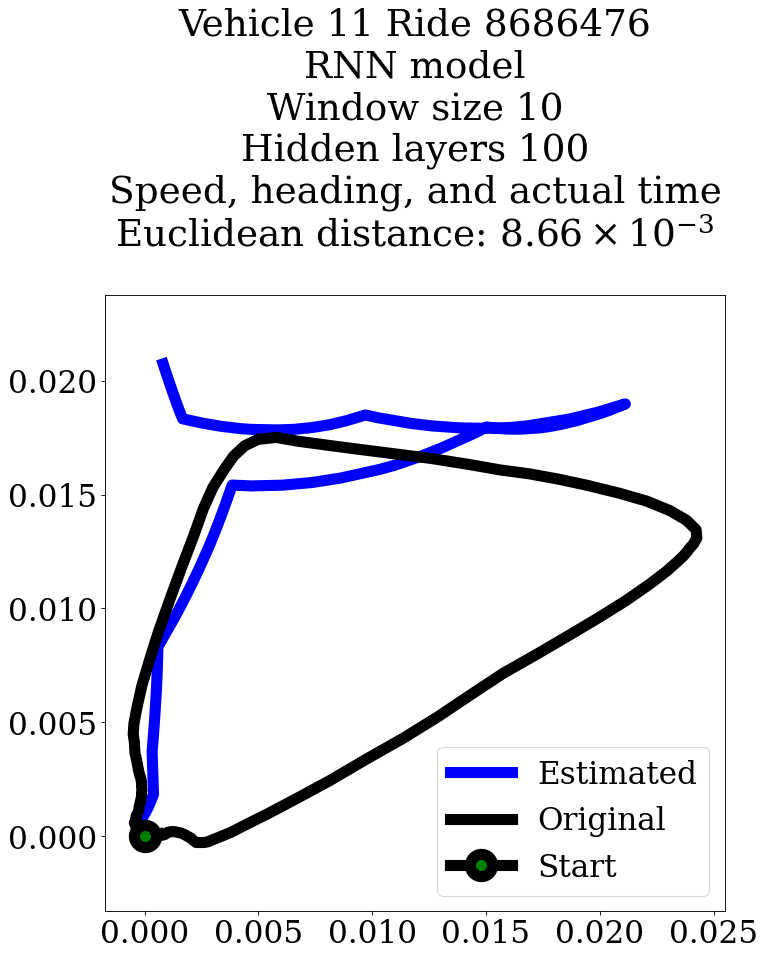 Vehicle 11 Ride 8686476
RNN model
Window size 10
Hidden layers 100
Speed, heading, and actual time
Euclidean distance: 8.66 × 10⁻³
0.020
0.015
0.010
0.005
0.000
Estimated
Original
Start
0.000 0.005 0.010 0.015 0.020 0.025